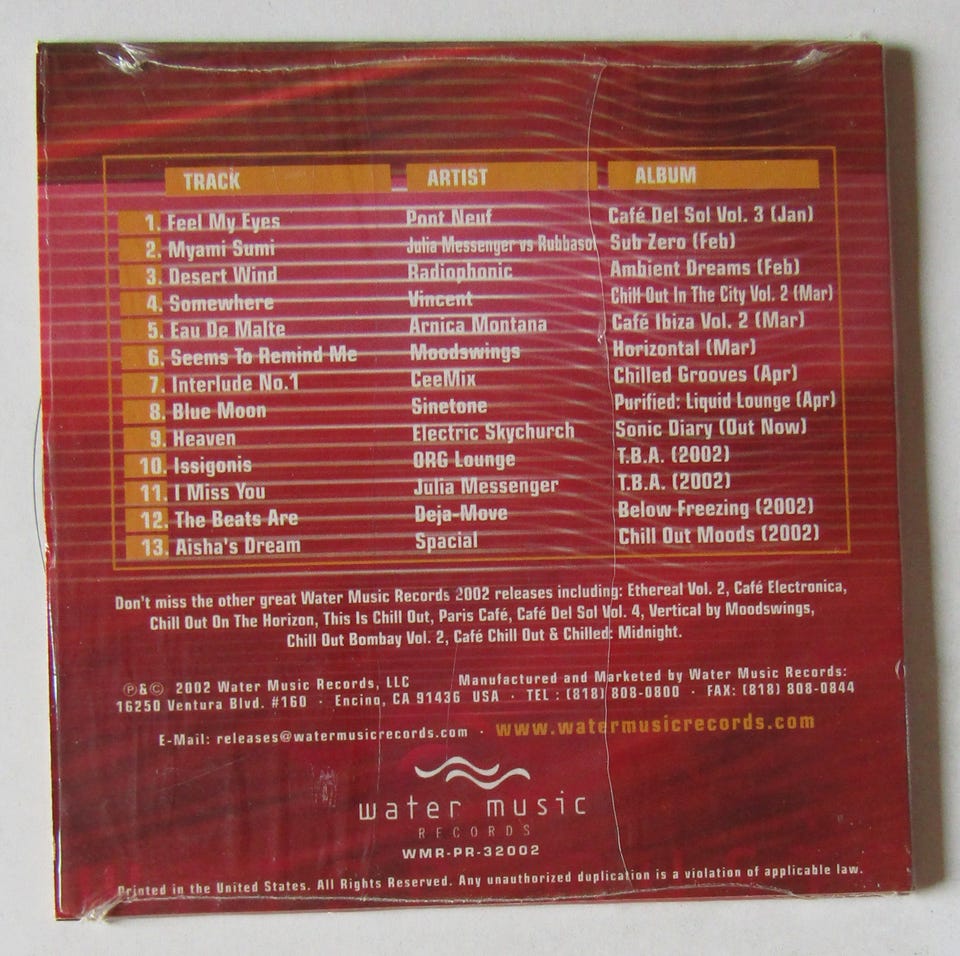 TRACK ARTIST ALBUM
1. Feel My Eyes Pont Neuf Café Del Sol Vol. 3 (Jan)
2. Myami Sumi Julia Messenger vs Rubbasol Sub Zero (Feb)
3. Desert Wind Radiophonic Ambient Dreams (Feb)
4. Somewhere Vincent Chill Out In The City Vol. 2 (Mar)
5. Eau De Malte Arnica Montana Café Ibiza Vol. 2 (Mar)
6. Seems To Remind Me Moodswings Horizontal (Mar)
7. Interlude No.1 CeeMix Chilled Grooves (Apr)
8. Blue Moon Sinetone Purified: Liquid Lounge (Apr)
9. Heaven Electric Skychurch Sonic Diary (Out Now)
10. Issigonis ORG Lounge T.B.A. (2002)
11. I Miss You Julia Messenger T.B.A. (2002)
12. The Beats Are Deja-Move Below Freezing (2002)
13. Aisha's Dream Spacial Chill Out Moods (2002)
Don't miss the other great Water Music Records 2002 releases including: Ethereal Vol. 2, Café Electronica,
Chill Out On The Horizon, This Is Chill Out, Paris Café, Café Del Sol Vol. 4, Vertical by Moodswings,
Chill Out Bombay Vol. 2, Café Chill Out & Chilled: Midnight.
℗&© 2002 Water Music Records, LLC Manufactured and Marketed by Water Music Records:
16250 Ventura Blvd. #160 · Encino, CA 91436 USA · TEL : (818) 808-0800 · FAX: (818) 808-0844
E-Mail: releases@watermusicrecords.com · www.watermusicrecords.com
water music
RECORDS
WMR-PR-32002
Printed in the United States. All Rights Reserved. Any unauthorized duplication is a violation of applicable law.